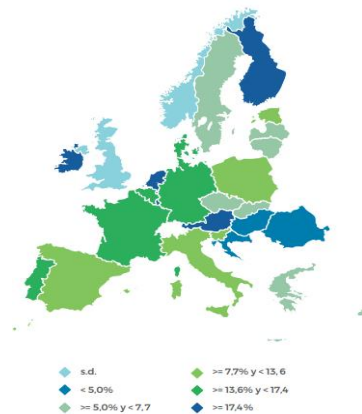 s.d.
< 5,0%
>= 5,0% y < 7,7
>= 7,7% y < 13, 6
>= 13,6% y < 17,4
>= 17,4%